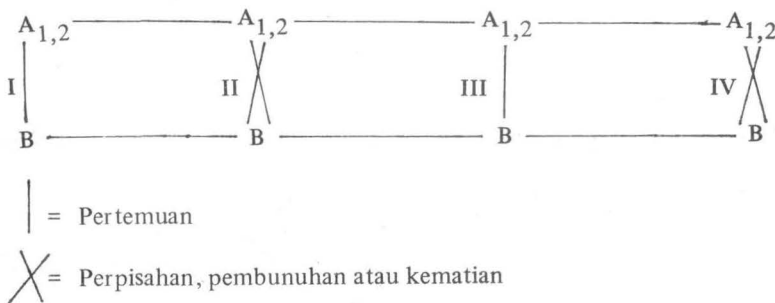 A1,2 A1,2 A1,2 A1,2
I II III IV
B B B B
= Pertemuan
= Perpisahan, pembunuhan atau kematian